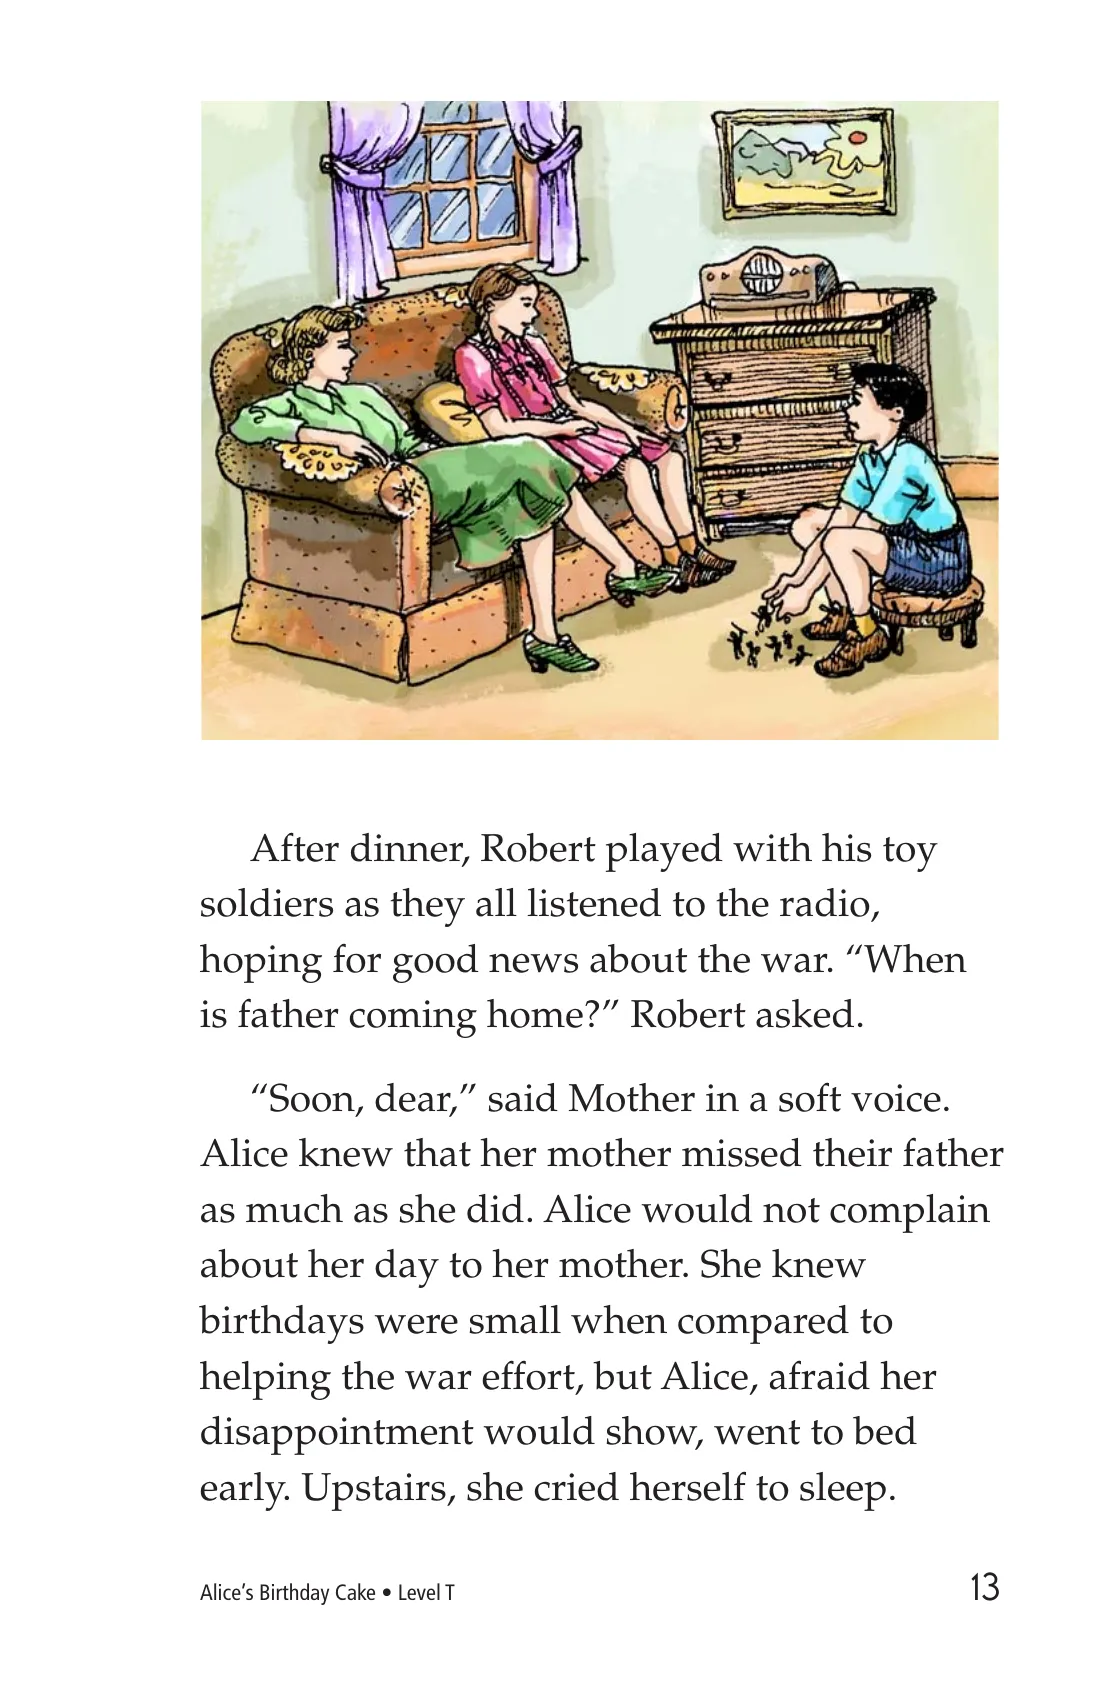 After dinner, Robert played with his toy
soldiers as they all listened to the radio,
hoping for good news about the war. “When
is father coming home?” Robert asked.
“Soon, dear,” said Mother in a soft voice.
Alice knew that her mother missed their father
as much as she did. Alice would not complain
about her day to her mother. She knew
birthdays were small when compared to
helping the war effort, but Alice, afraid her
disappointment would show, went to bed
early. Upstairs, she cried herself to sleep.
Alice’s Birthday Cake • Level T 13